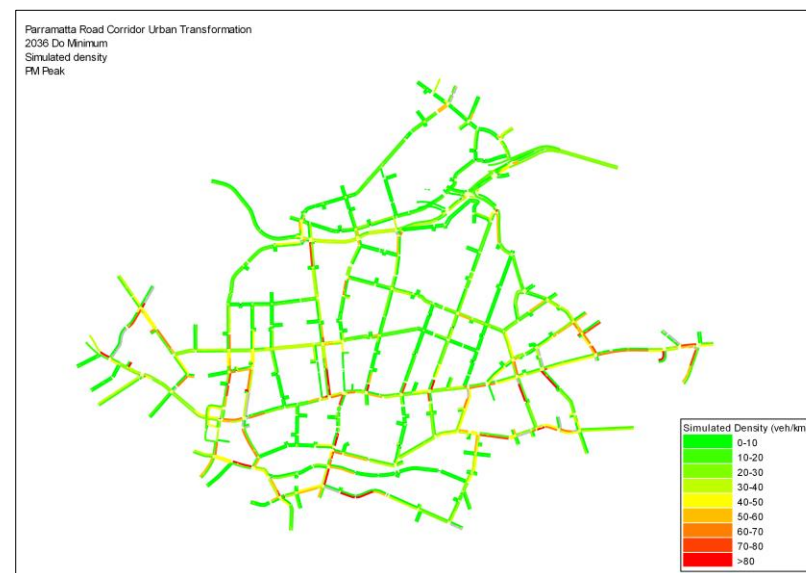 Parramatta Road Corridor Urban Transformation
2036 Do Minimum
Simulated density
PM Peak
Simulated Density (veh/km
0-10
10-20
20-30
30-40
40-50
50-60
60-70
70-80
>80